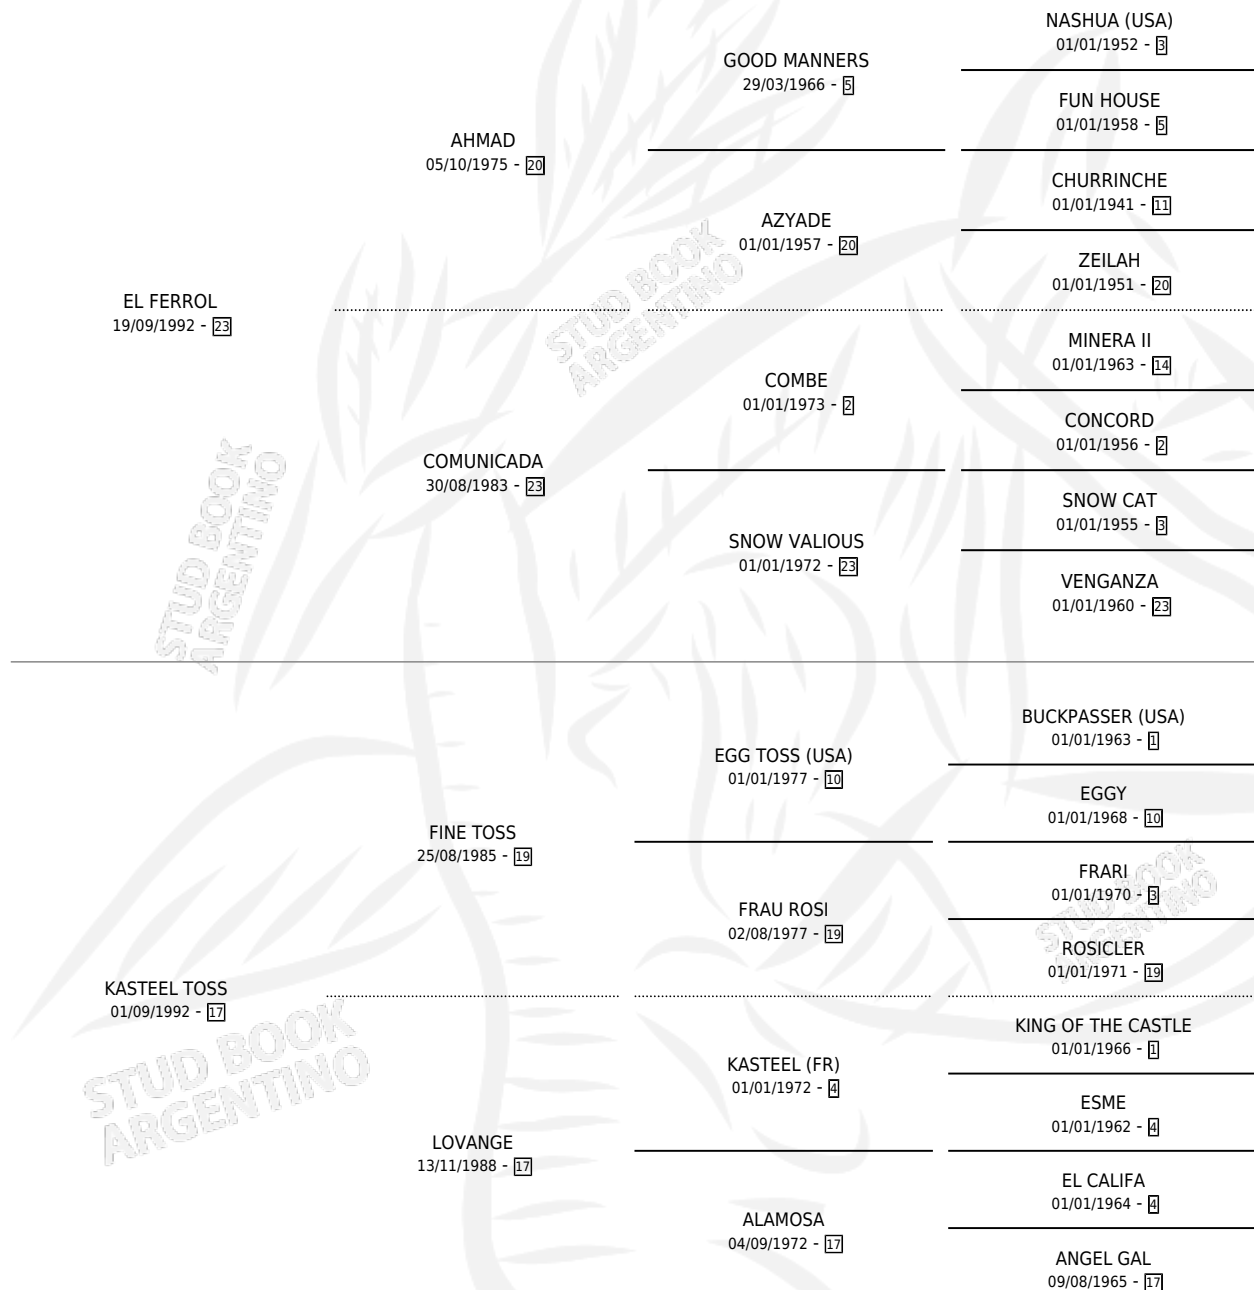 NASHUA (USA)
01/01/1952 - 3
GOOD MANNERS
29/03/1966 - 5
FUN HOUSE
01/01/1958 - 5
AHMAD
05/10/1975 - 20
CHURRINCHE
01/01/1941 - 11
AZYADE
01/01/1957 - 20
ZEILAH
01/01/1951 - 20
EL FERROL
19/09/1992 - 23
MINERA II
01/01/1963 - 14
COMBE
01/01/1973 - 2
CONCORD
01/01/1956 - 2
COMUNICADA
30/08/1983 - 23
SNOW CAT
01/01/1955 - 3
SNOW VALIOUS
01/01/1972 - 23
VENGANZA
01/01/1960 - 23
STUD BOOK
ARGENTINO
STUD BOOK
ARGENTINO
BUCKPASSER (USA)
01/01/1963 - 1
EGG TOSS (USA)
01/01/1977 - 10
EGGY
01/01/1968 - 10
FINE TOSS
25/08/1985 - 19
FRARI
01/01/1970 - 3
FRAU ROSI
02/08/1977 - 19
ROSICLER
01/01/1971 - 19
KASTEEL TOSS
01/09/1992 - 17
KING OF THE CASTLE
01/01/1966 - 1
KASTEEL (FR)
01/01/1972 - 4
ESME
01/01/1962 - 4
LOVANGE
13/11/1988 - 17
EL CALIFA
01/01/1964 - 4
ALAMOSA
04/09/1972 - 17
ANGEL GAL
09/08/1965 - 17
STUD BOOK
ARGENTINO
STUD BOOK
ARGENTINO